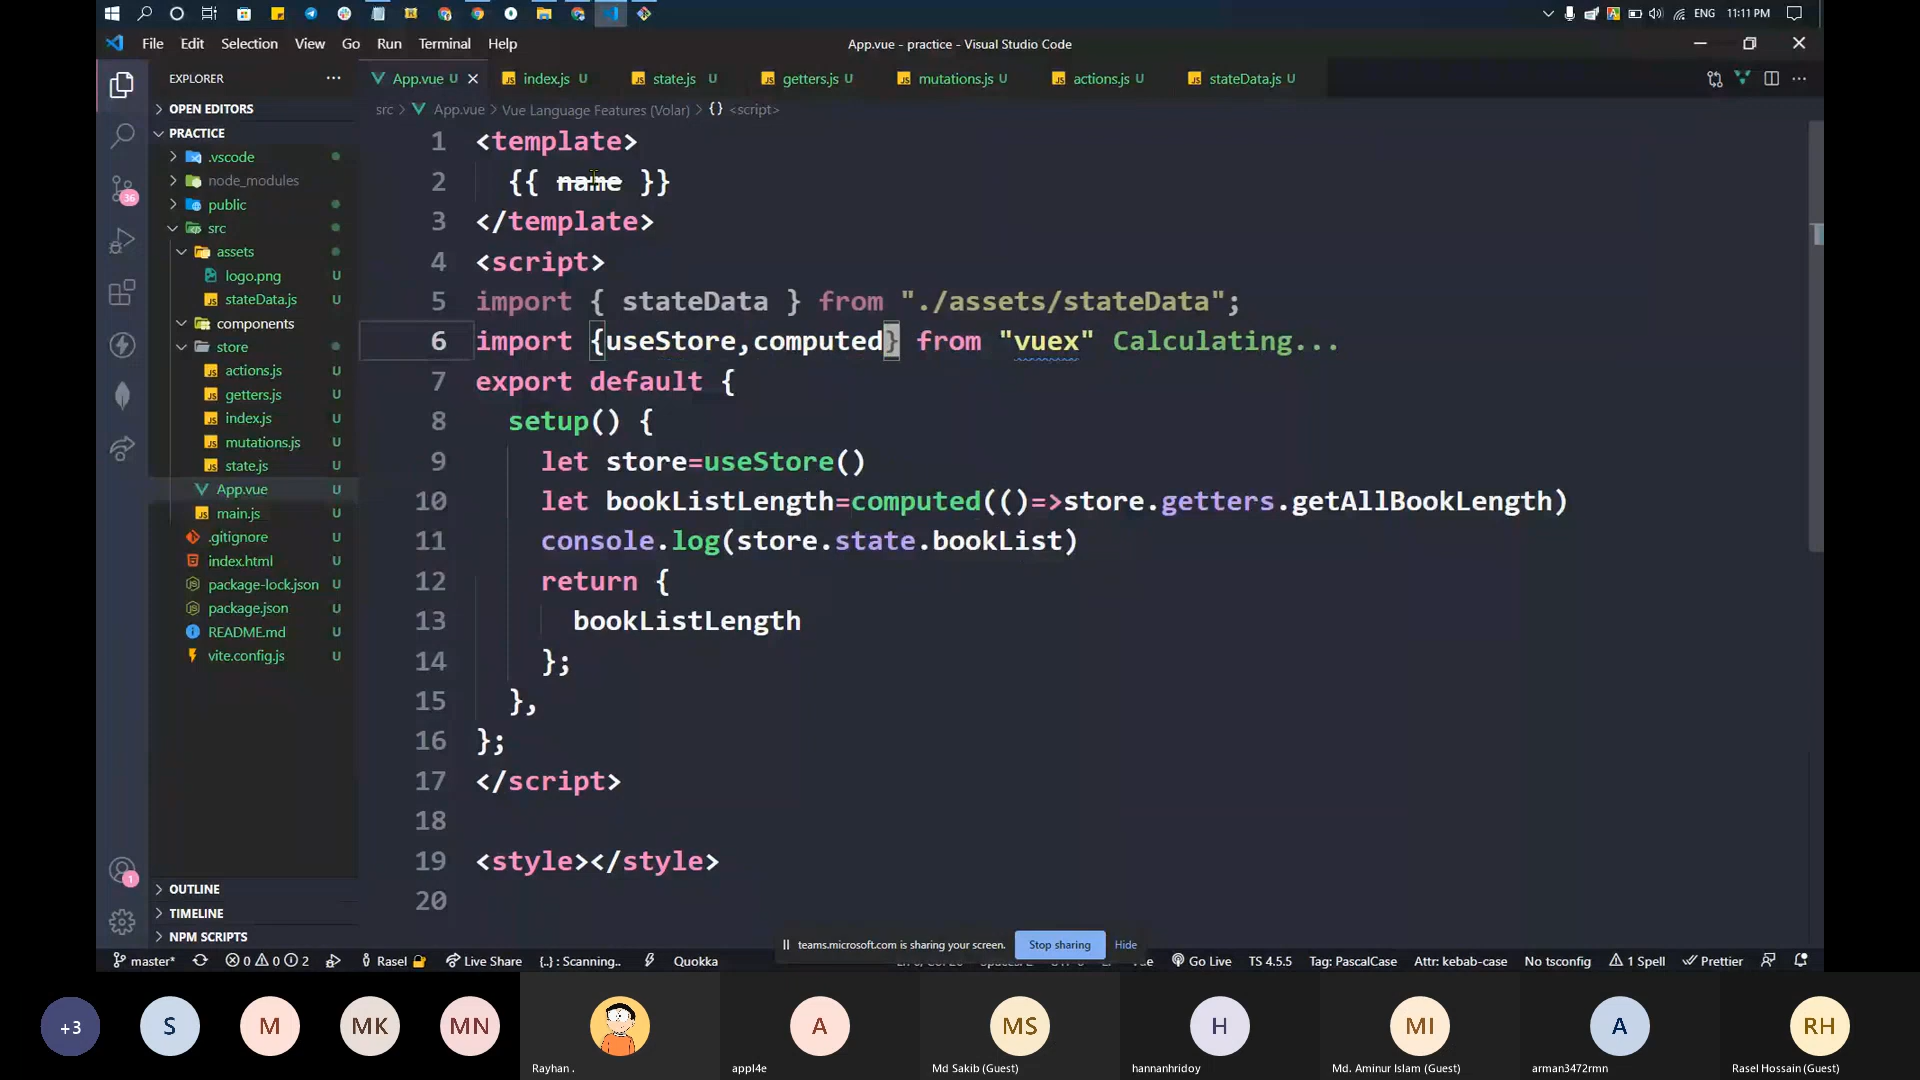 ENG 11:11 PM
File Edit Selection View Go Run Terminal Help
App.vue - practice - Visual Studio Code
EXPLORER ...
App.vue U
index.js U
state.js U
getters.js U
mutations.js U
actions.js U
stateData.js U
OPEN EDITORS
PRACTICE
.vscode
node_modules
public
src
assets
logo.png U
stateData.js U
components
store
actions.js U
getters.js U
index.js U
mutations.js U
state.js U
App.vue U
main.js U
.gitignore U
index.html U
package-lock.json U
package.json U
README.md U
vite.config.js U
OUTLINE
TIMELINE
NPM SCRIPTS
36
1
src > App.vue > Vue Language Features (Volar) > {} <script>
1 <template>
2 {{ name }}
3 </template>
4 <script>
5 import { stateData } from "./assets/stateData";
6 import {useStore,computed} from "vuex" Calculating...
7 export default {
8 setup() {
9 let store=useStore()
10 let bookListLength=computed(()=>store.getters.getAllBookLength)
11 console.log(store.state.bookList)
12 return {
13 bookListLength
14 };
15 },
16 };
17 </script>
18
19 <style></style>
20
teams.microsoft.com is sharing your screen. Stop sharing Hide
master* 0 0 2 Rasel Live Share {..} : Scanning.. Quokka Go Live TS 4.5.5 Tag: PascalCase Attr: kebab-case No tsconfig 1 Spell Prettier
+3 S M MK MN A MS H MI A RH
Rayhan . appl4e Md Sakib (Guest) hannanhridoy Md. Aminur Islam (Guest) arman3472rmn Rasel Hossain (Guest)